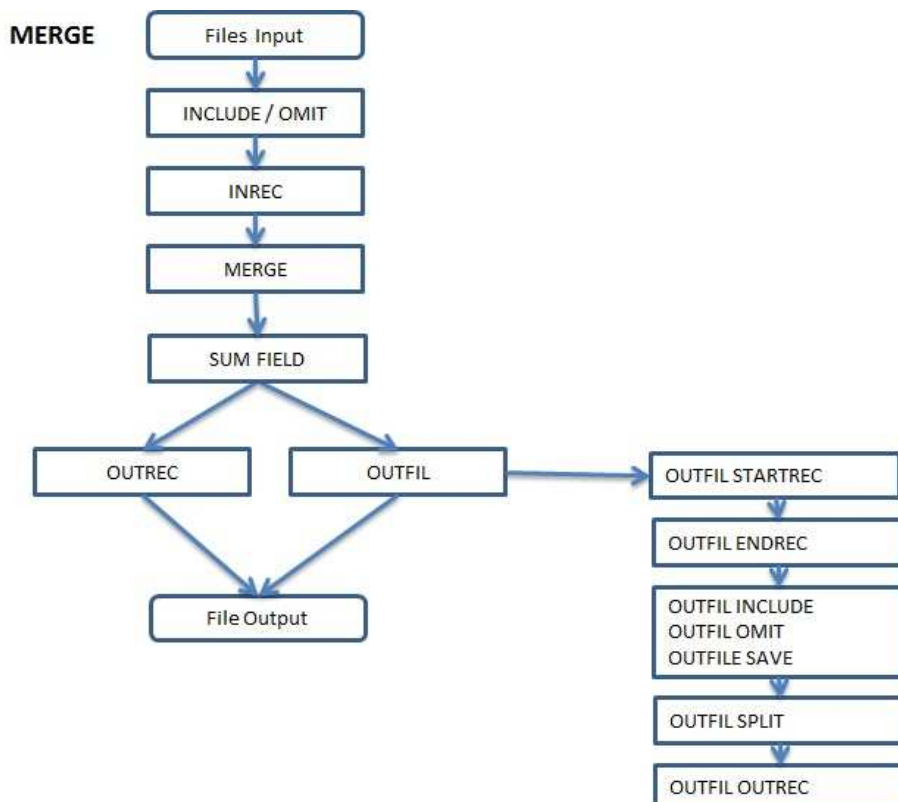 MERGE
Files Input
INCLUDE / OMIT
INREC
MERGE
SUM FIELD
OUTREC
OUTFIL
File Output
OUTFIL STARTREC
OUTFIL ENDREC
OUTFIL INCLUDE
OUTFIL OMIT
OUTFILE SAVE
OUTFIL SPLIT
OUTFIL OUTREC